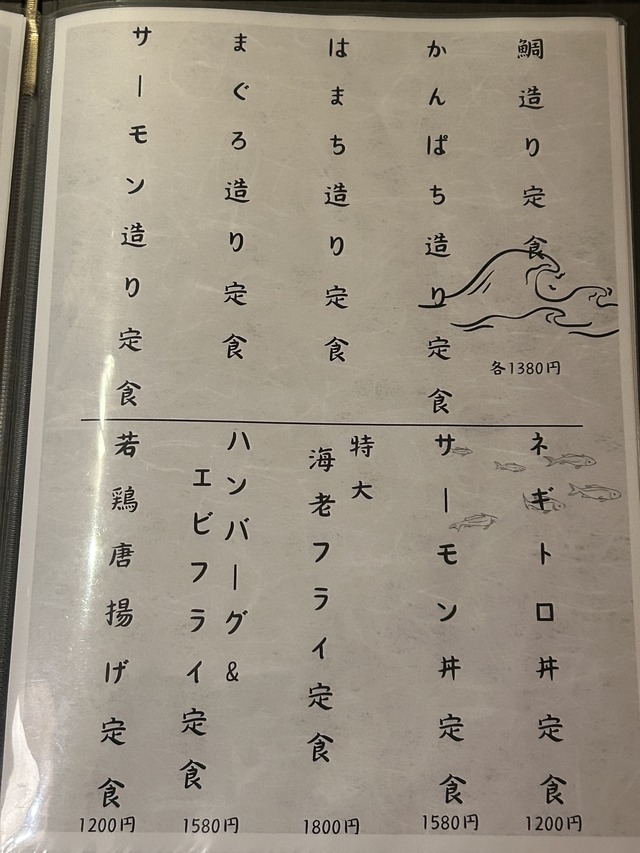 鯛造り定食
かんぱち造り定食
はまち造り定食
まぐろ造り定食
サーモン造り定食
各1380円
ネギトロ丼定食
1200円
サーモン丼定食
1580円
特大
海老フライ定食
1800円
ハンバーグ&
エビフライ定食
1580円
若鶏唐揚げ定食
1200円